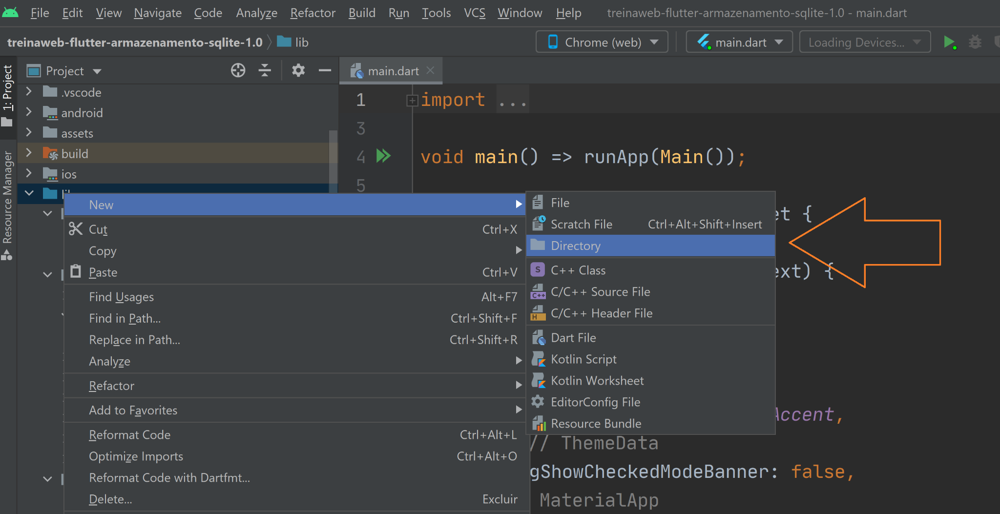 File Edit View Navigate Code Analyze Refactor Build Run Tools VCS Window Help treinaweb-flutter-armazenamento-sqlite-1.0 - main.dart
treinaweb-flutter-armazenamento-sqlite-1.0 lib Chrome (web) main.dart Loading Devices...
1: Project
Resource Manager
Project
.vscode
android
assets
build
ios
main.dart
1 import ...
3
4 void main() => runApp(Main());
5
et {
ext) {
Accent,
// ThemeData
gShowCheckedModeBanner: false,
MaterialApp
New
Cut Ctrl+X
Copy
Paste Ctrl+V
Find Usages Alt+F7
Find in Path... Ctrl+Shift+F
Replace in Path... Ctrl+Shift+R
Analyze
Refactor
Add to Favorites
Reformat Code Ctrl+Alt+L
Optimize Imports Ctrl+Alt+O
Reformat Code with Dartfmt...
Delete... Excluir
File
Scratch File Ctrl+Alt+Shift+Insert
Directory
S C++ Class
C++ C/C++ Source File
H C/C++ Header File
Dart File
Kotlin Script
Kotlin Worksheet
EditorConfig File
Resource Bundle